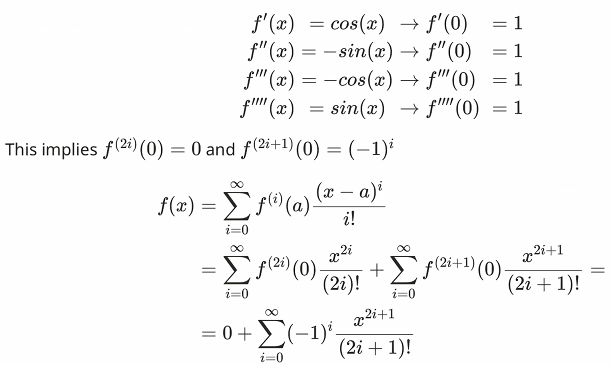 f′(x) = cos(x) → f′(0) = 1
f″(x) = −sin(x) → f″(0) = 1
f‴(x) = −cos(x) → f‴(0) = 1
f⁗(x) = sin(x) → f⁗(0) = 1
This implies f^(2i)(0) = 0 and f^(2i+1)(0) = (−1)^i
f(x) = ∑_{i=0}^{∞} f^(i)(a) (x − a)^i / i!
= ∑_{i=0}^{∞} f^(2i)(0) x^{2i} / (2i)! + ∑_{i=0}^{∞} f^(2i+1)(0) x^{2i+1} / (2i + 1)! =
= 0 + ∑_{i=0}^{∞} (−1)^i x^{2i+1} / (2i + 1)!